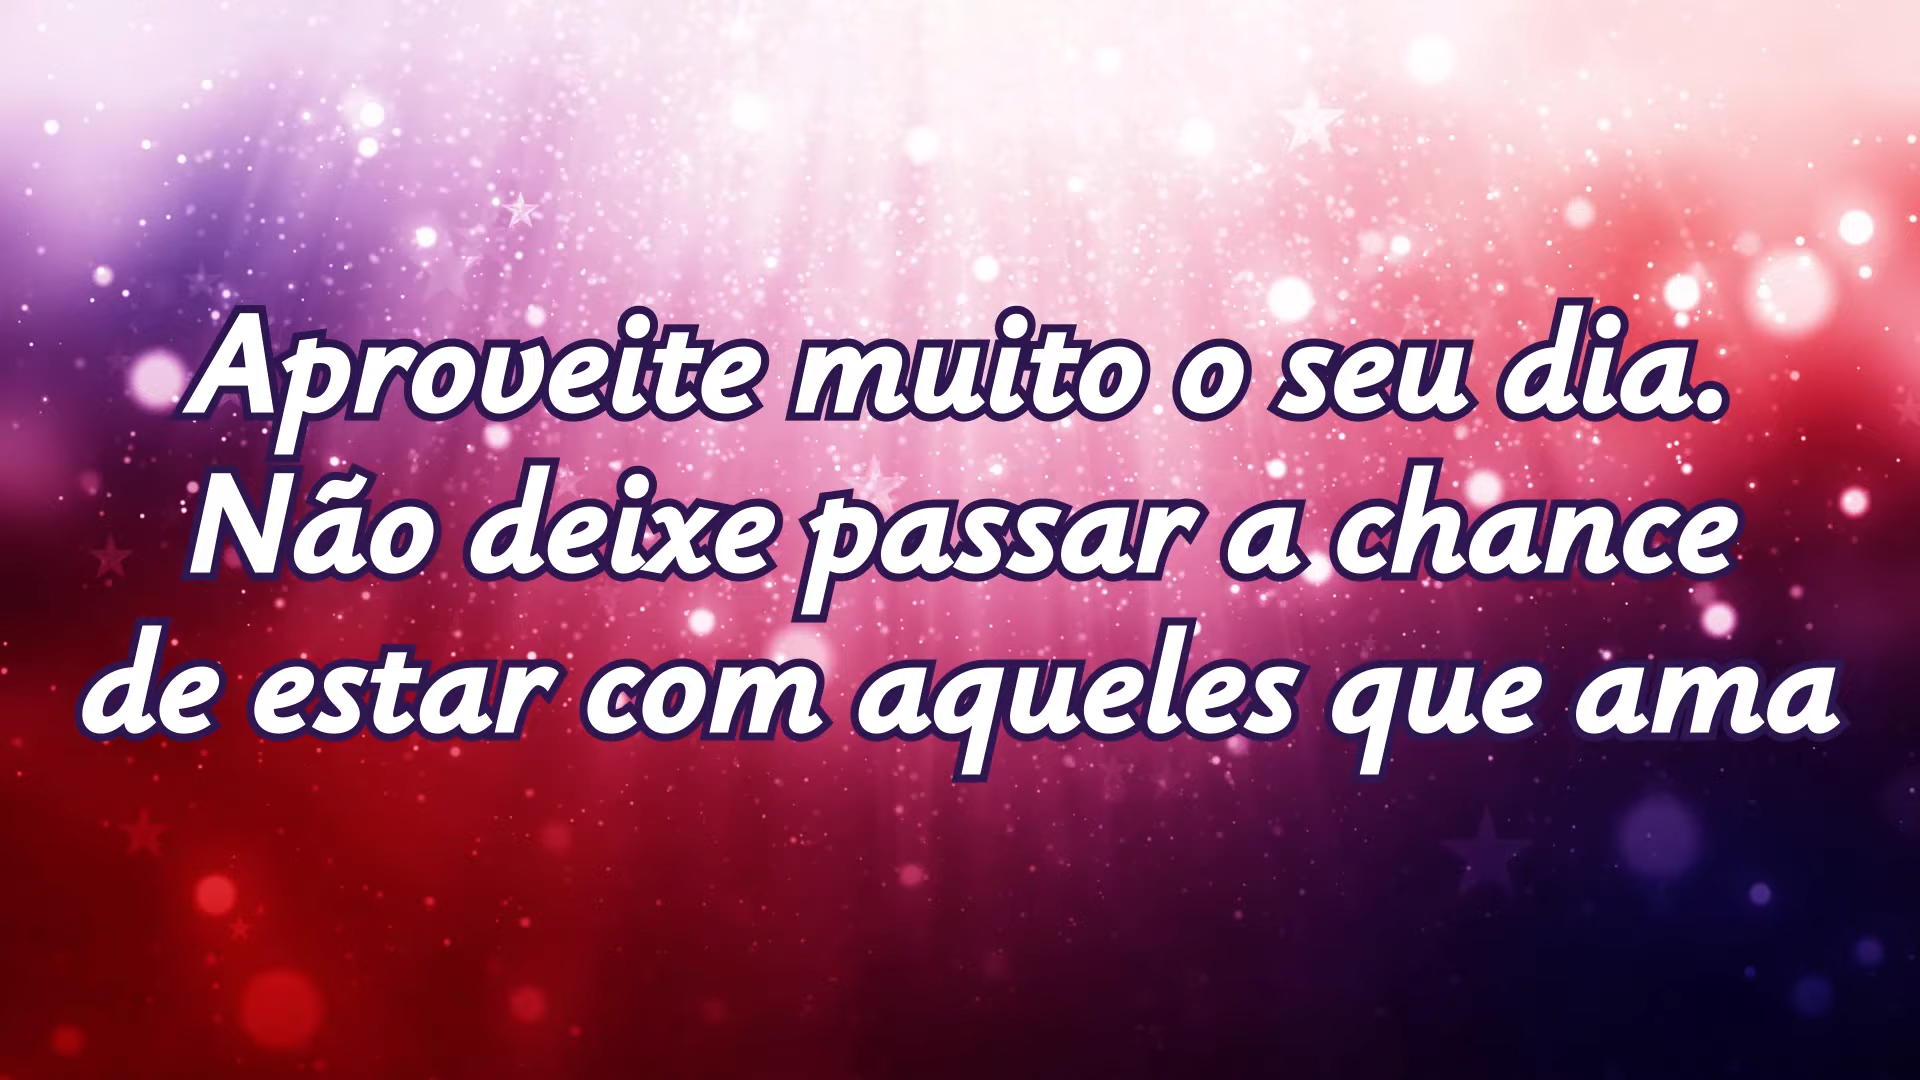 Aproveite muito o seu dia.
Não deixe passar a chance
de estar com aqueles que ama